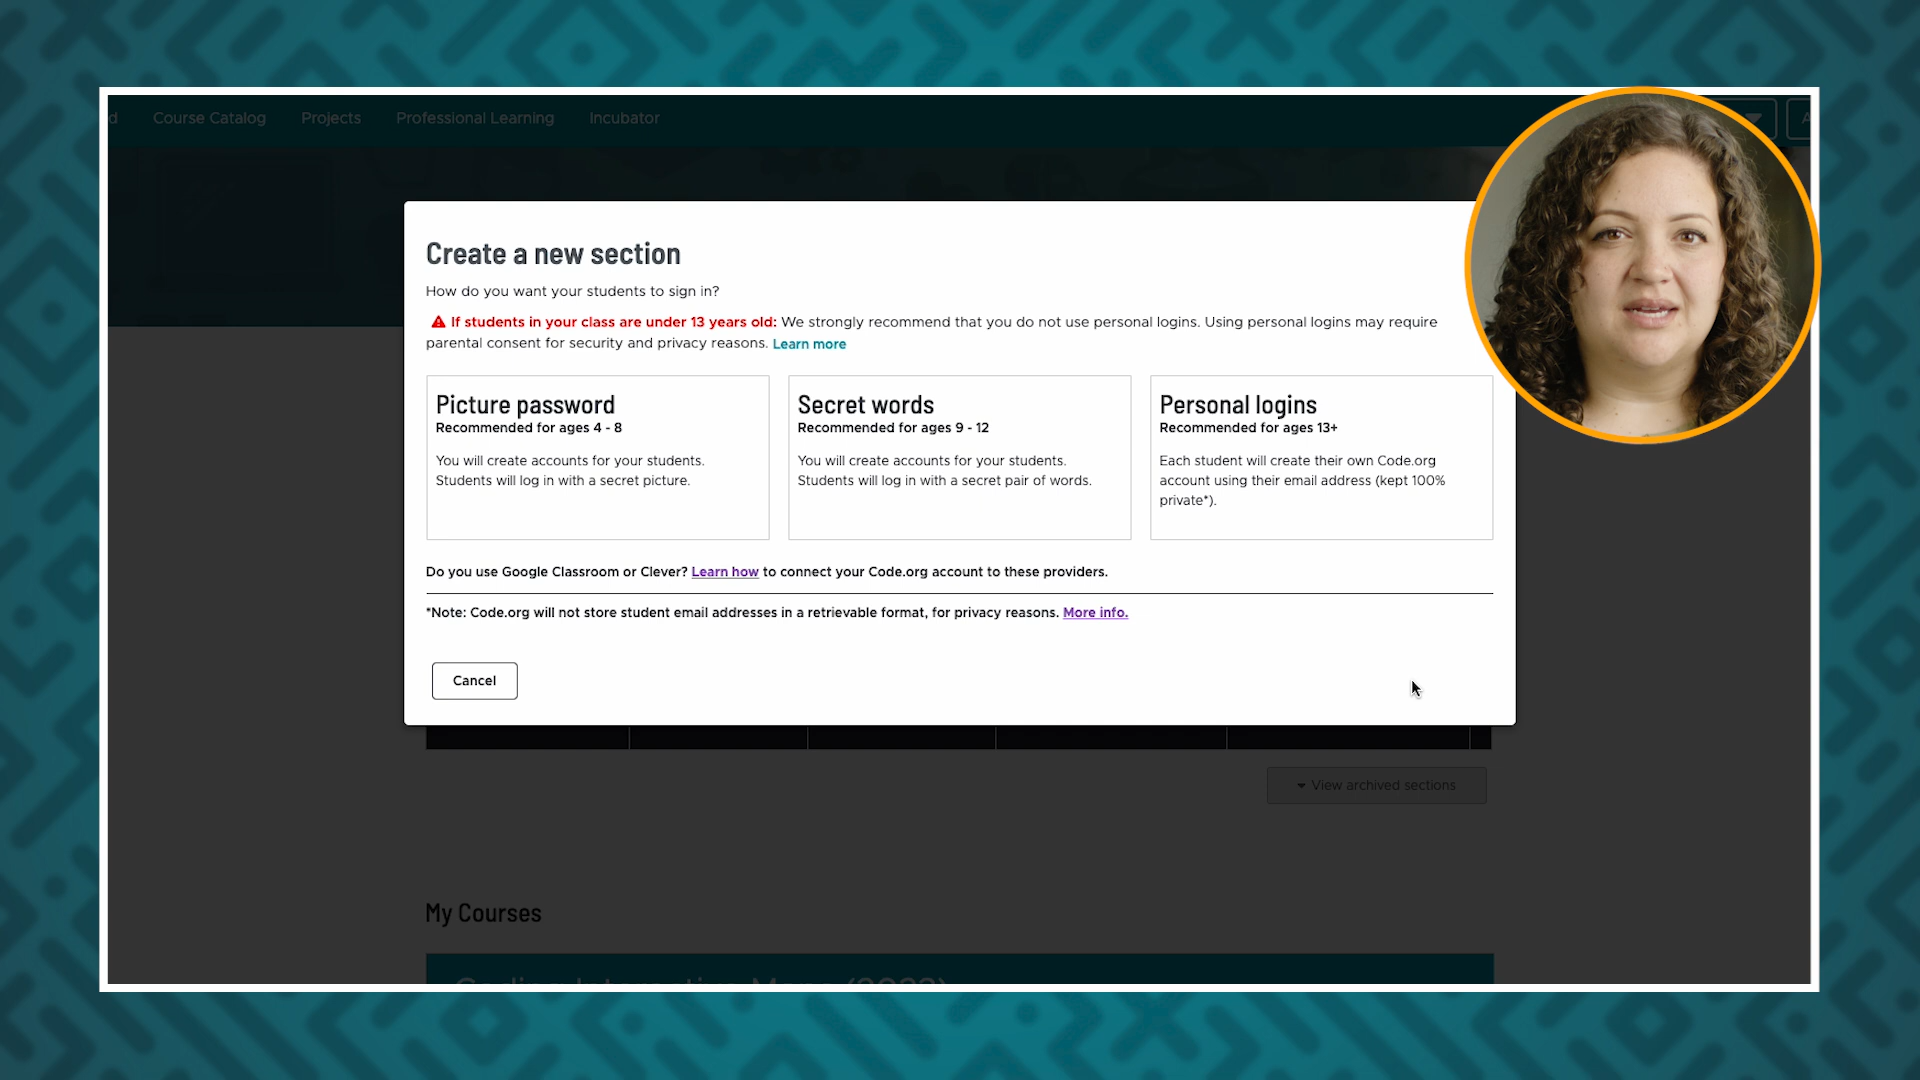 d Course Catalog Projects Professional Learning Incubator
Create a new section
How do you want your students to sign in?
If students in your class are under 13 years old: We strongly recommend that you do not use personal logins. Using personal logins may require
parental consent for security and privacy reasons. Learn more
Picture password
Recommended for ages 4 - 8
You will create accounts for your students.
Students will log in with a secret picture.
Secret words
Recommended for ages 9 - 12
You will create accounts for your students.
Students will log in with a secret pair of words.
Personal logins
Recommended for ages 13+
Each student will create their own Code.org
account using their email address (kept 100%
private*).
Do you use Google Classroom or Clever? Learn how to connect your Code.org account to these providers.
*Note: Code.org will not store student email addresses in a retrievable format, for privacy reasons. More info.
Cancel
View archived sections
My Courses